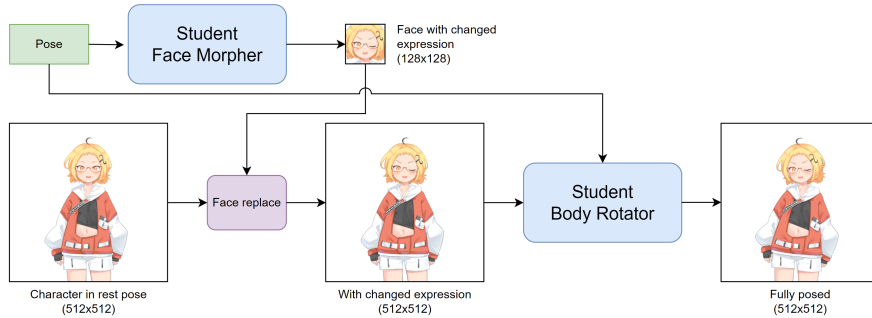 Pose
Student
Face Morpher
Face with changed
expression
(128x128)
Face replace
Student
Body Rotator
Character in rest pose
(512x512)
With changed expression
(512x512)
Fully posed
(512x512)